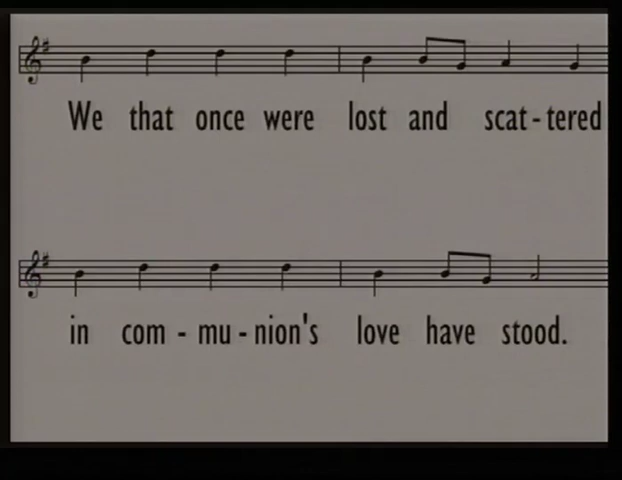 We that once were lost and scat-tered
in com-mu-nion's love have stood.